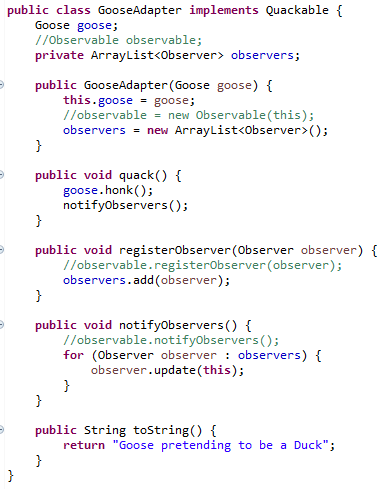 public class GooseAdapter implements Quackable {
    Goose goose;
    //Observable observable;
    private ArrayList<Observer> observers;

    public GooseAdapter(Goose goose) {
        this.goose = goose;
        //observable = new Observable(this);
        observers = new ArrayList<Observer>();
    }

    public void quack() {
        goose.honk();
        notifyObservers();
    }

    public void registerObserver(Observer observer) {
        //observable.registerObserver(observer);
        observers.add(observer);
    }

    public void notifyObservers() {
        //observable.notifyObservers();
        for (Observer observer : observers) {
            observer.update(this);
        }
    }

    public String toString() {
        return "Goose pretending to be a Duck";
    }
}